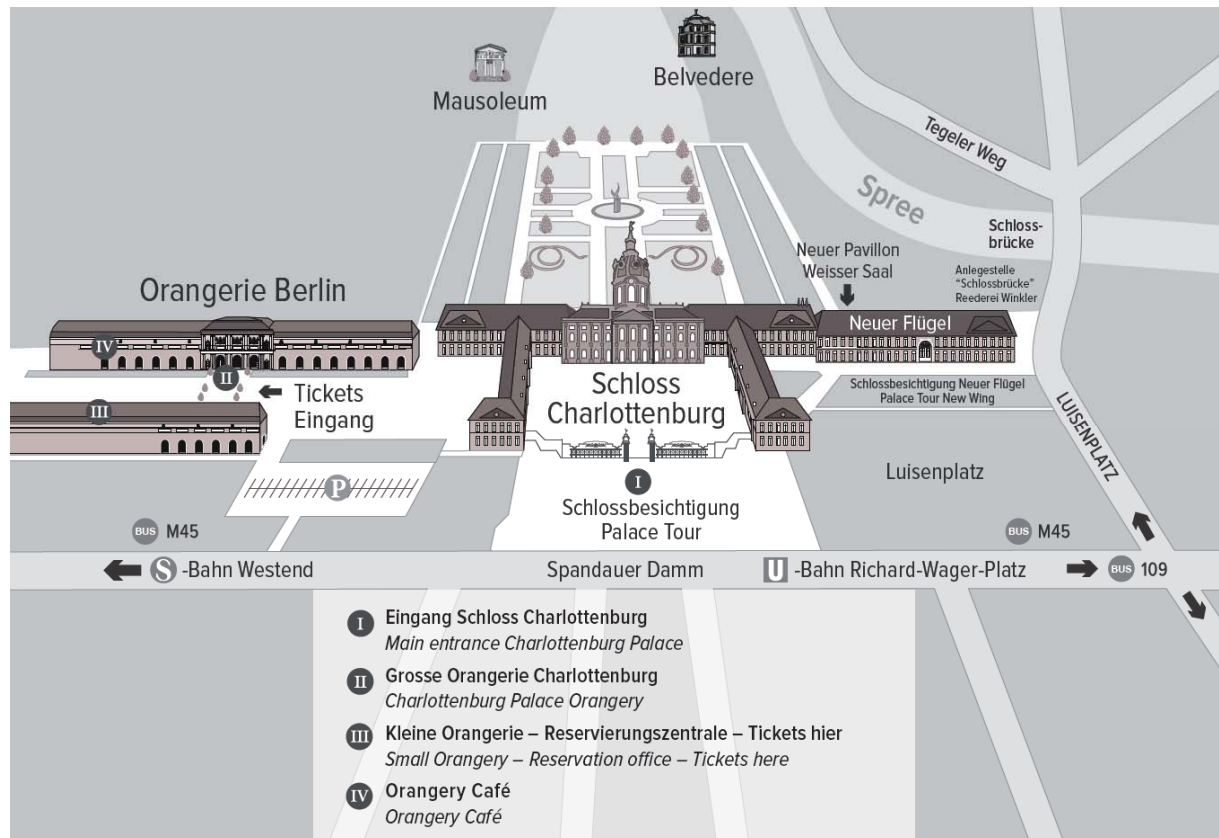 Mausoleum
Belvedere
Tegeler Weg
Spree
Schloss-
brücke
Neuer Pavillon
Weisser Saal
Anlegestelle
"Schlossbrücke"
Reederei Winkler
Orangerie Berlin
IV
Neuer Flügel
II
Tickets
Eingang
III
Schloss
Charlottenburg
Schlossbesichtigung Neuer Flügel
Palace Tour New Wing
LUISENPLATZ
P
I
Schlossbesichtigung
Palace Tour
Luisenplatz
BUS M45
BUS M45
S -Bahn Westend
Spandauer Damm
U -Bahn Richard-Wager-Platz
BUS 109
I Eingang Schloss Charlottenburg
Main entrance Charlottenburg Palace
II Grosse Orangerie Charlottenburg
Charlottenburg Palace Orangery
III Kleine Orangerie – Reservierungszentrale – Tickets hier
Small Orangery – Reservation office – Tickets here
IV Orangery Café
Orangery Café